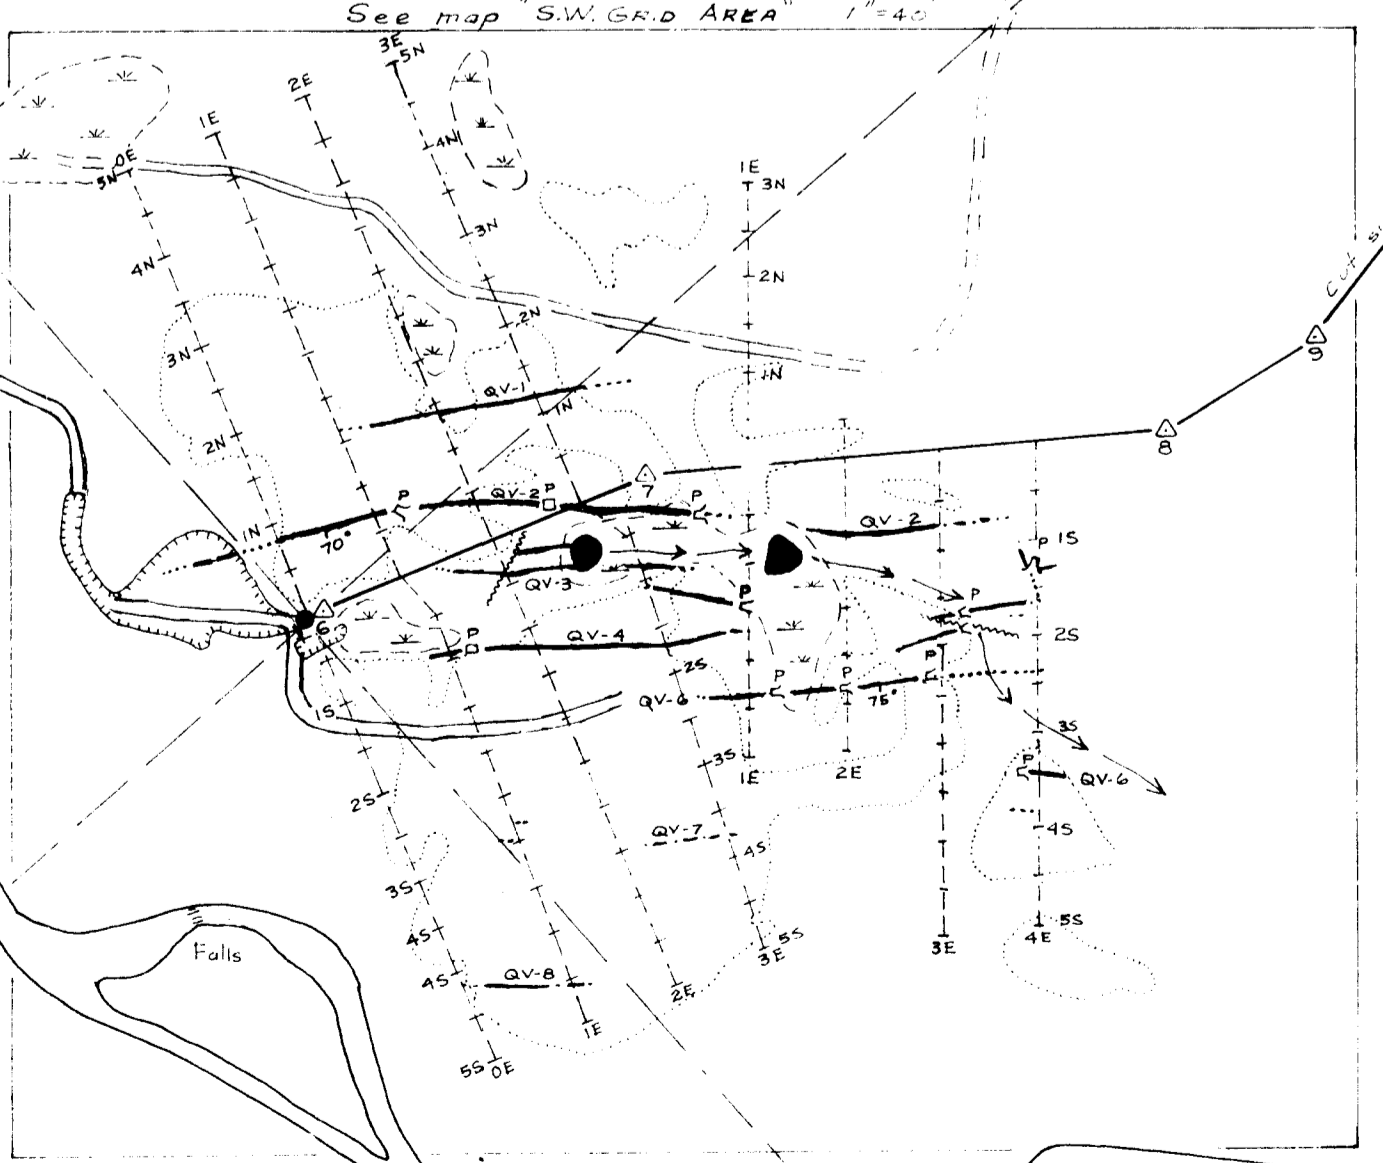 See map "S.W. GRID AREA" 1"=40
3E
5N
2E
1E
0E
5N
4N
1E
3N
3N
4N
2N
2N
3N
1N
QV-1
1N
2N
Cut
9
8
7
P
QV-2
P
P
QV-2
1N
70°
P
1S
QV-3
P
P
6
P
QV-4
2S
2S
P
P
P
QV-6
75°
1S
3S
3S
P
QV-6
1E
2E
2S
QV-7
4S
4S
3S
4S
5S
3E
5S
4E
3E
Falls
4S
QV-8
2E
1E
5S
0E